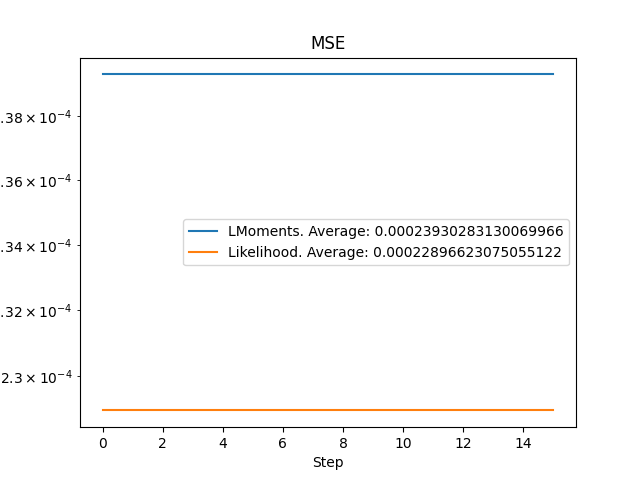 MSE
.38 × 10⁻⁴
.36 × 10⁻⁴
.34 × 10⁻⁴
.32 × 10⁻⁴
2.3 × 10⁻⁴
LMoments. Average: 0.00023930283130069966
Likelihood. Average: 0.00022896623075055122
0 2 4 6 8 10 12 14
Step